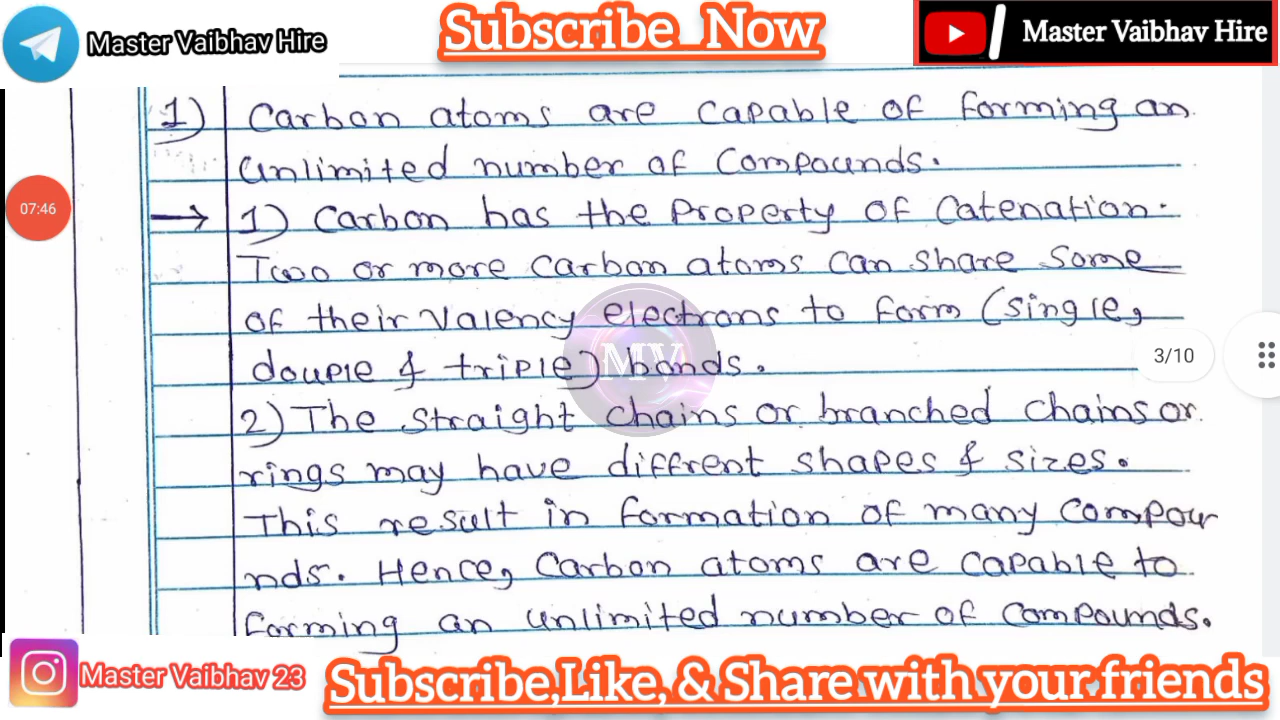 Master Vaibhav Hire
Subscribe Now
Master Vaibhav Hire
1) Carbon atoms are capable of forming an
unlimited number of compounds.
07:46
→ 1) Carbon has the property of catenation.
Two or more carbon atoms can share some
of their valency electrons to form (single,
douple & triple) bonds.
3/10
MV
2) The straight chains or branched chains or
rings may have diffrent shapes & sizes.
This result in formation of many compou
nds. Hence, carbon atoms are capable to
forming an unlimited number of compounds.
Master Vaibhav 23
Subscribe,Like, & Share with your friends